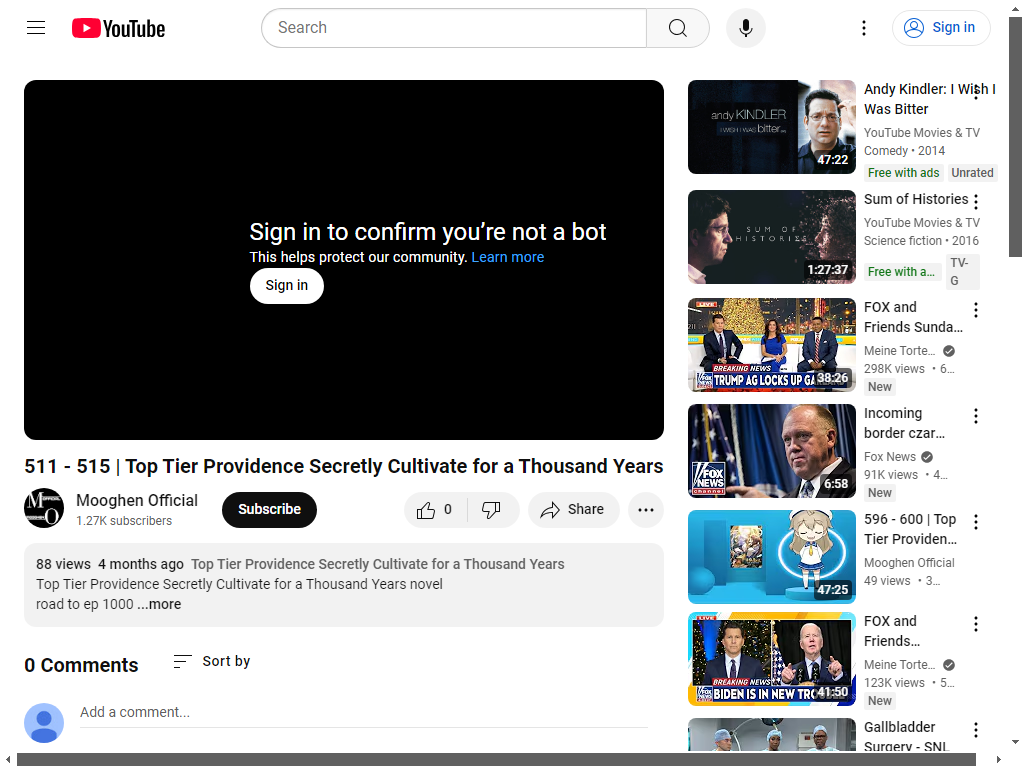 YouTube
Search
Sign in
Sign in to confirm you’re not a bot
This helps protect our community. Learn more
Sign in
511 - 515 | Top Tier Providence Secretly Cultivate for a Thousand Years
Mooghen Official
1.27K subscribers
Subscribe
0
Share
88 views 4 months ago Top Tier Providence Secretly Cultivate for a Thousand Years
Top Tier Providence Secretly Cultivate for a Thousand Years novel
road to ep 1000 ...more
0 Comments
Sort by
Add a comment...
andy KINDLER
I WISH I WAS bitter
47:22
Andy Kindler: I Wish I
Was Bitter
YouTube Movies & TV
Comedy • 2014
Free with ads Unrated
SUM OF
HISTORIES
1:27:37
Sum of Histories
YouTube Movies & TV
Science fiction • 2016
Free with a...
TV-
G
LIVE
BREAKING NEWS
TRUMP AG LOCKS UP
38:26
FOX and
Friends Sunda...
Meine Torte...
298K views • 6...
New
FOX
NEWS
channel
6:58
Incoming
border czar...
Fox News
91K views • 4...
New
47:25
596 - 600 | Top
Tier Providen...
Mooghen Official
49 views • 3...
LIVE
BREAKING NEWS
BIDEN IS IN NEW
41:50
FOX and
Friends...
Meine Torte...
123K views • 5...
New
Gallbladder
Surgery - SNL